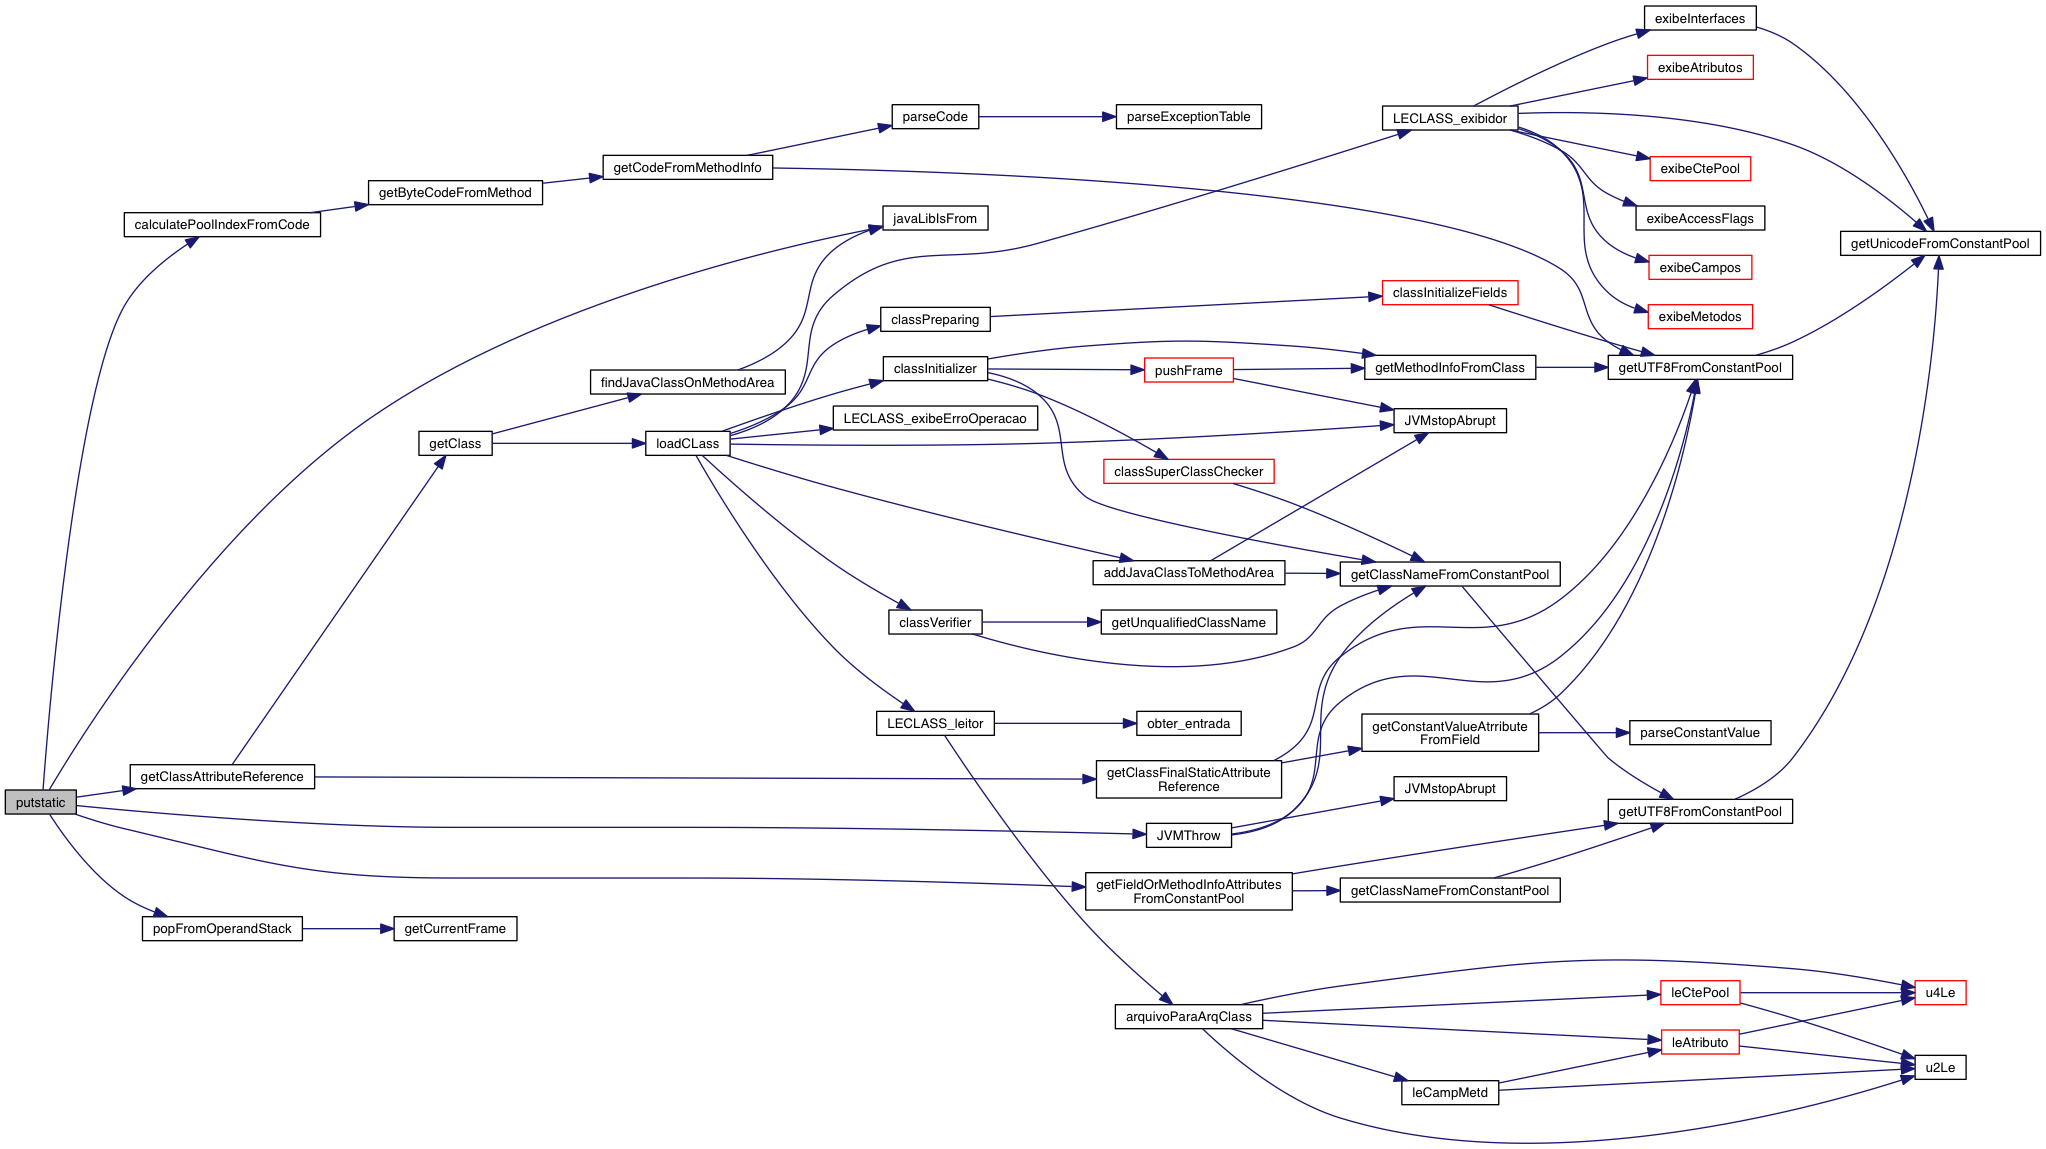 exibeInterfaces
exibeAtributos
parseCode
parseExceptionTable
LECLASS_exibidor
getCodeFromMethodInfo
exibeCtePool
getByteCodeFromMethod
calculatePoolIndexFromCode
javaLibIsFrom
exibeAccessFlags
getUnicodeFromConstantPool
exibeCampos
classInitializeFields
classPreparing
exibeMetodos
classInitializer
pushFrame
getMethodInfoFromClass
getUTF8FromConstantPool
findJavaClassOnMethodArea
LECLASS_exibeErroOperacao
JVMstopAbrupt
getClass
loadCLass
classSuperClassChecker
addJavaClassToMethodArea
getClassNameFromConstantPool
classVerifier
getUnqualifiedClassName
LECLASS_leitor
obter_entrada
getConstantValueAtrribute
FromField
parseConstantValue
getClassAttributeReference
getClassFinalStaticAttribute
Reference
JVMstopAbrupt
putstatic
getUTF8FromConstantPool
JVMThrow
getFieldOrMethodInfoAttributes
FromConstantPool
getClassNameFromConstantPool
popFromOperandStack
getCurrentFrame
leCtePool
u4Le
arquivoParaArqClass
leAtributo
u2Le
leCampMetd